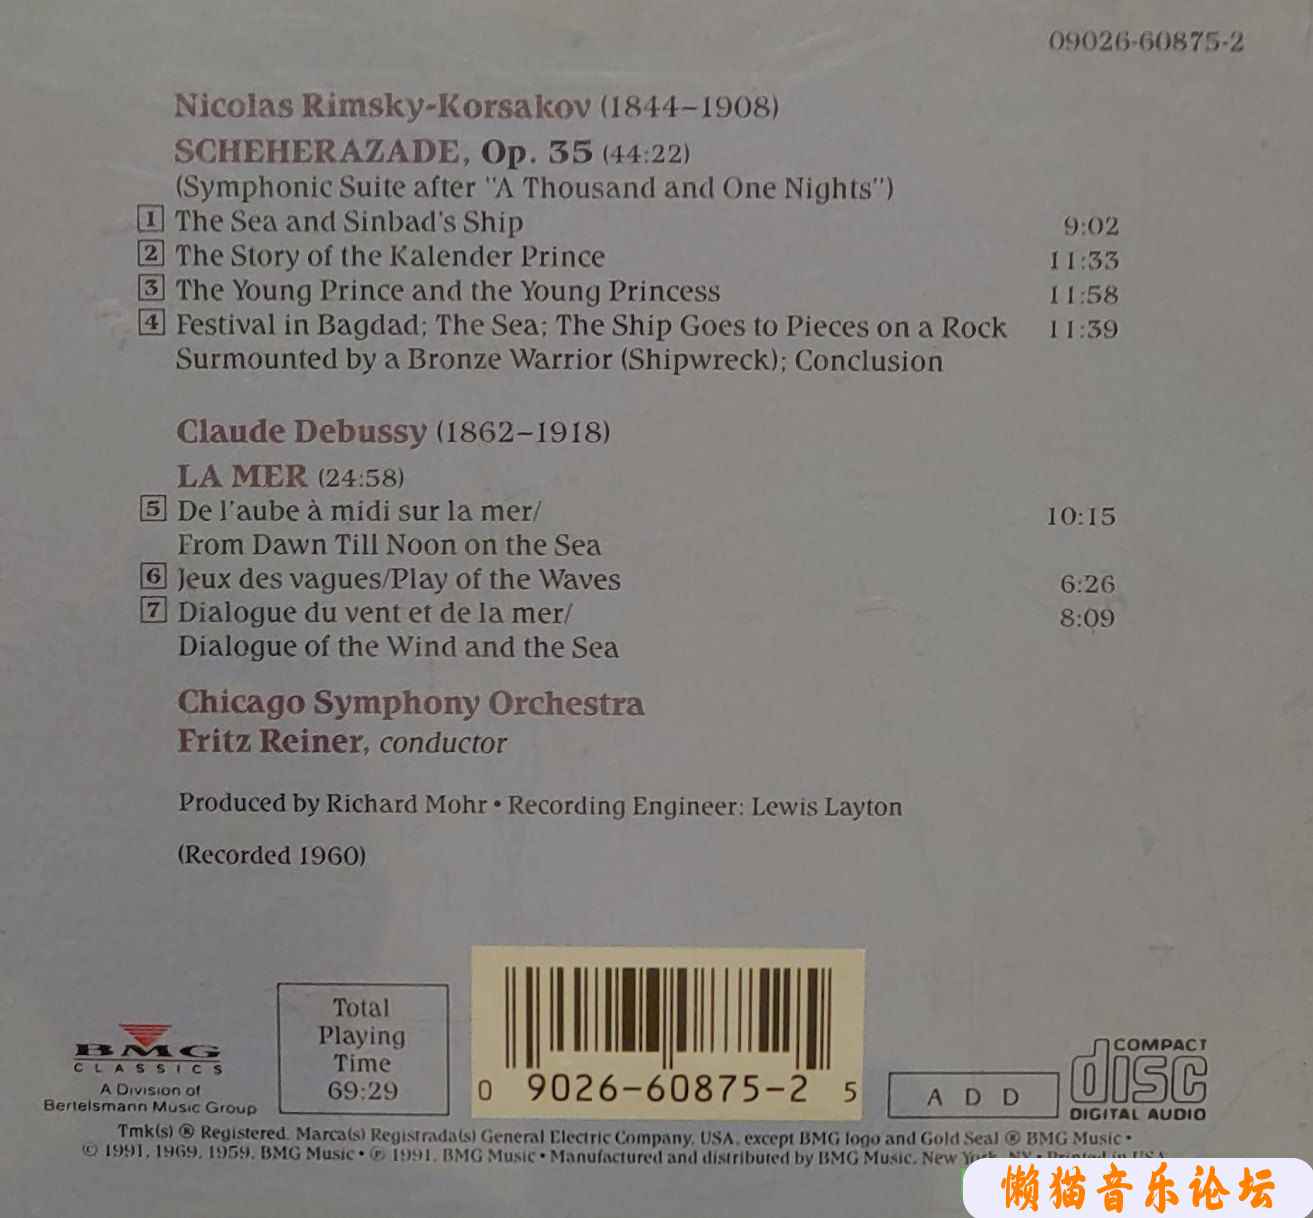 09026-60875-2
Nicolas Rimsky-Korsakov (1844–1908)
SCHEHERAZADE, Op. 35 (44:22)
(Symphonic Suite after "A Thousand and One Nights")
1 The Sea and Sinbad's Ship 9:02
2 The Story of the Kalender Prince 11:33
3 The Young Prince and the Young Princess 11:58
4 Festival in Bagdad; The Sea; The Ship Goes to Pieces on a Rock 11:39
Surmounted by a Bronze Warrior (Shipwreck); Conclusion
Claude Debussy (1862–1918)
LA MER (24:58)
5 De l'aube à midi sur la mer/ 10:15
From Dawn Till Noon on the Sea
6 Jeux des vagues/Play of the Waves 6:26
7 Dialogue du vent et de la mer/ 8:09
Dialogue of the Wind and the Sea
Chicago Symphony Orchestra
Fritz Reiner, conductor
Produced by Richard Mohr • Recording Engineer: Lewis Layton
(Recorded 1960)
BMG
CLASSICS
A Division of
Bertelsmann Music Group
Total
Playing
Time
69:29
0 9026-60875-2 5
A D D
COMPACT
disc
DIGITAL AUDIO
Tmk(s) ® Registered. Marca(s) Registrada(s) General Electric Company, USA, except BMG logo and Gold Seal ® BMG Music •
© 1991, 1969, 1959, BMG Music • ℗ 1991, BMG Music • Manufactured and distributed by BMG Music, New York, NY • Printed in USA
懒猫音乐论坛